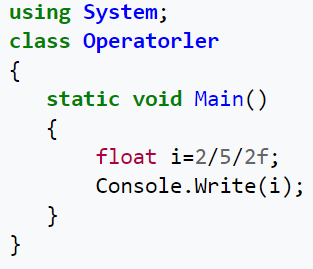 using System;
class Operatorler
{
   static void Main()
   {
      float i=2/5/2f;
      Console.Write(i);
   }
}